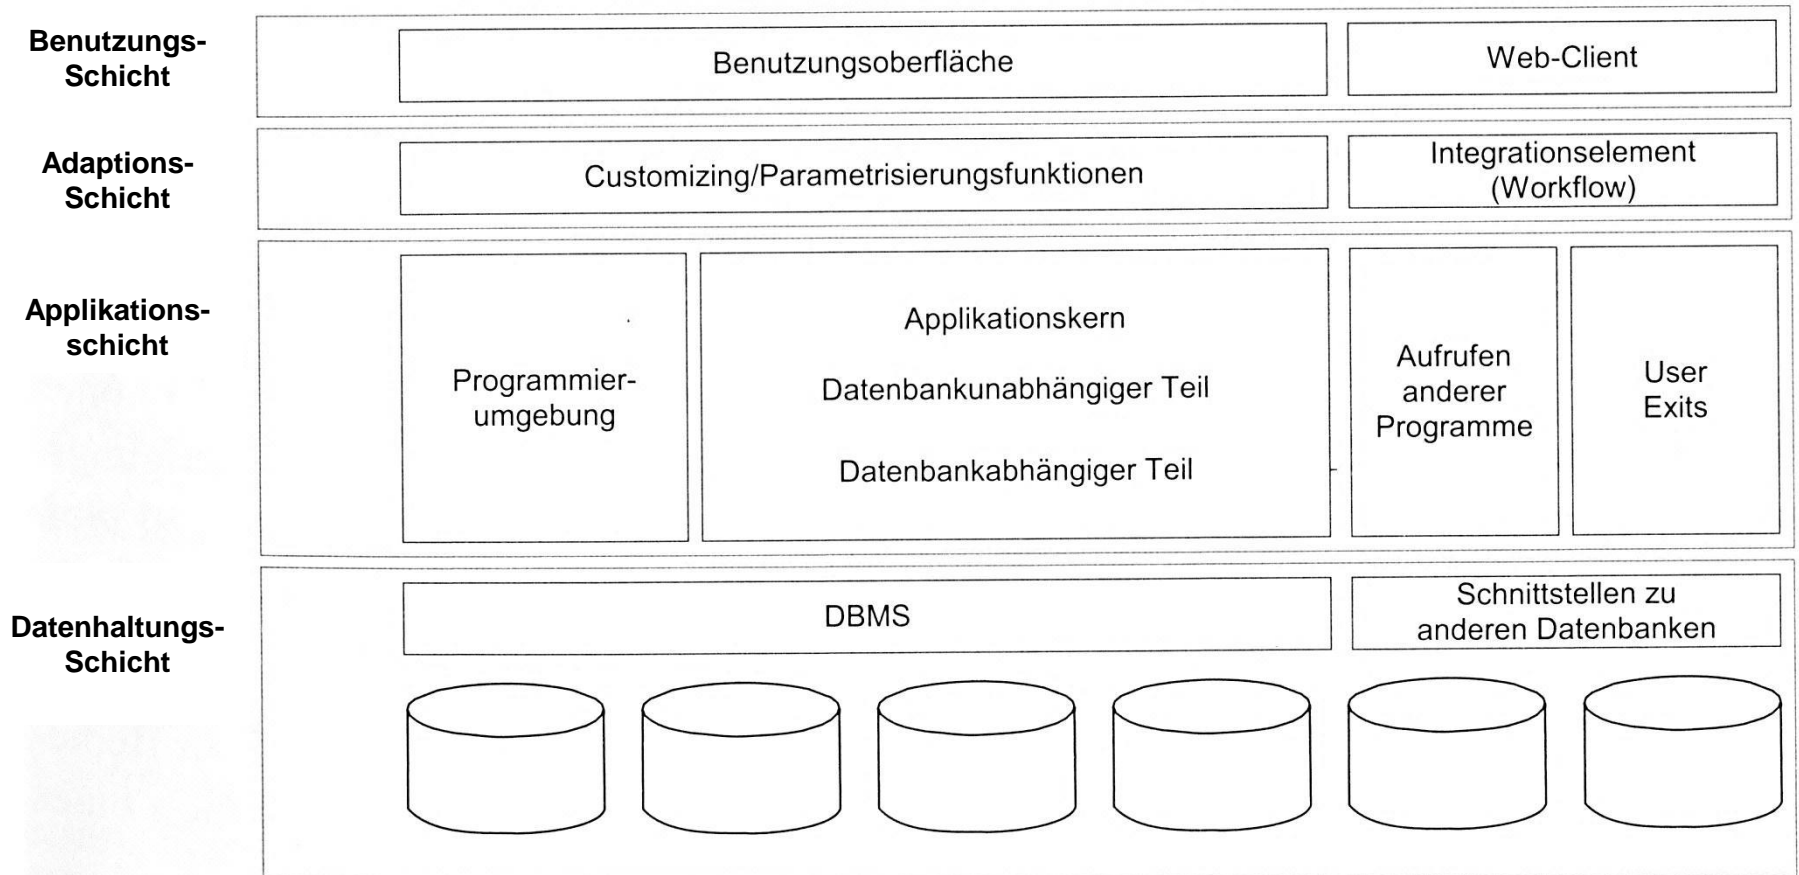 Benutzungs-
Schicht
Benutzungsoberfläche
Web-Client
Adaptions-
Schicht
Customizing/Parametrisierungsfunktionen
Integrationselement
(Workflow)
Applikations-
schicht
Programmier-
umgebung
Applikationskern
Datenbankunabhängiger Teil
Datenbankabhängiger Teil
Aufrufen
anderer
Programme
User
Exits
Datenhaltungs-
Schicht
DBMS
Schnittstellen zu
anderen Datenbanken